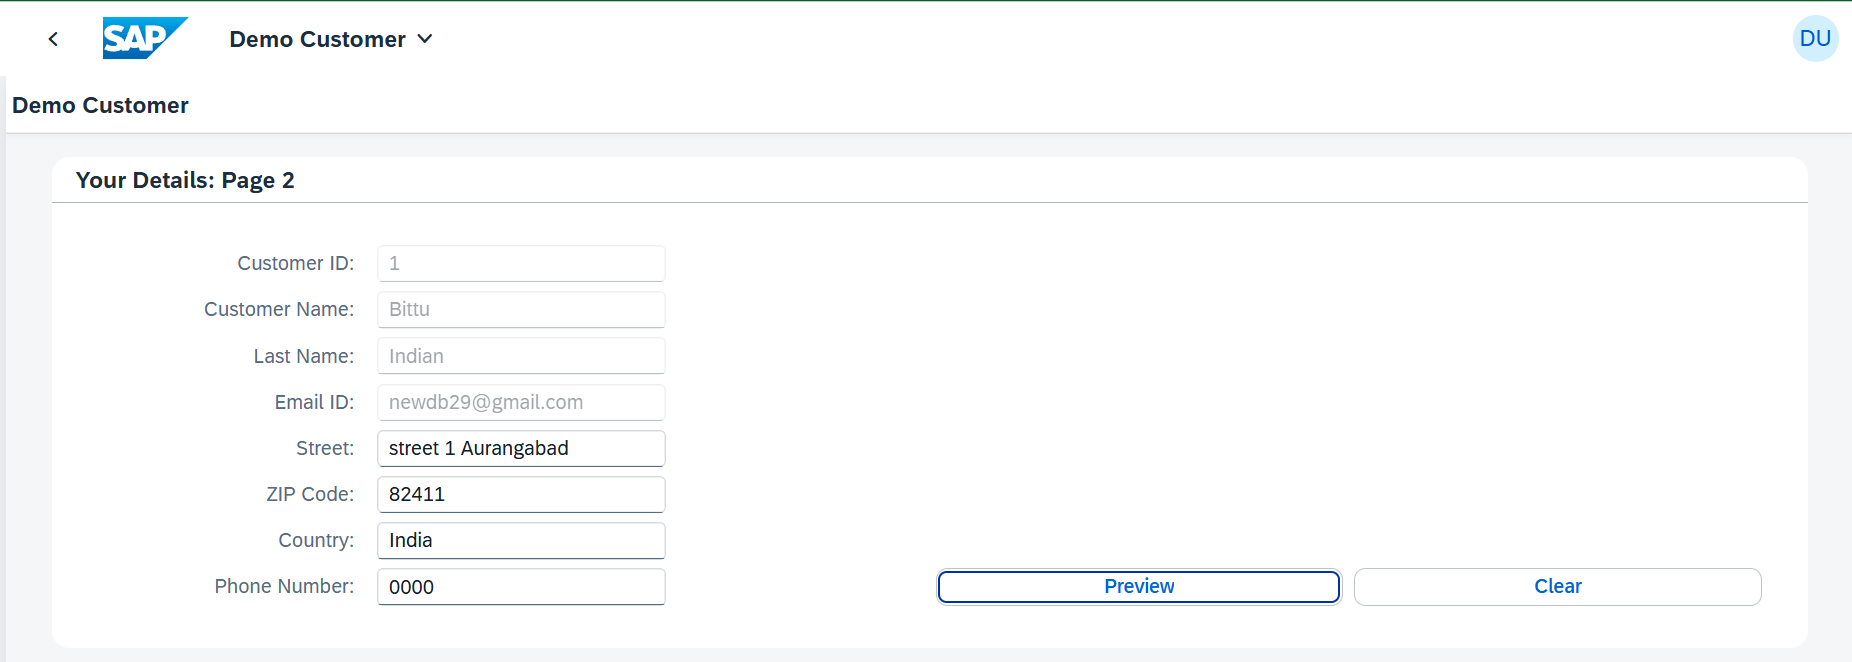 SAP Demo Customer DU
Demo Customer
Your Details: Page 2
Customer ID: 1
Customer Name: Bittu
Last Name: Indian
Email ID: newdb29@gmail.com
Street: street 1 Aurangabad
ZIP Code: 82411
Country: India
Phone Number: 0000 Preview Clear